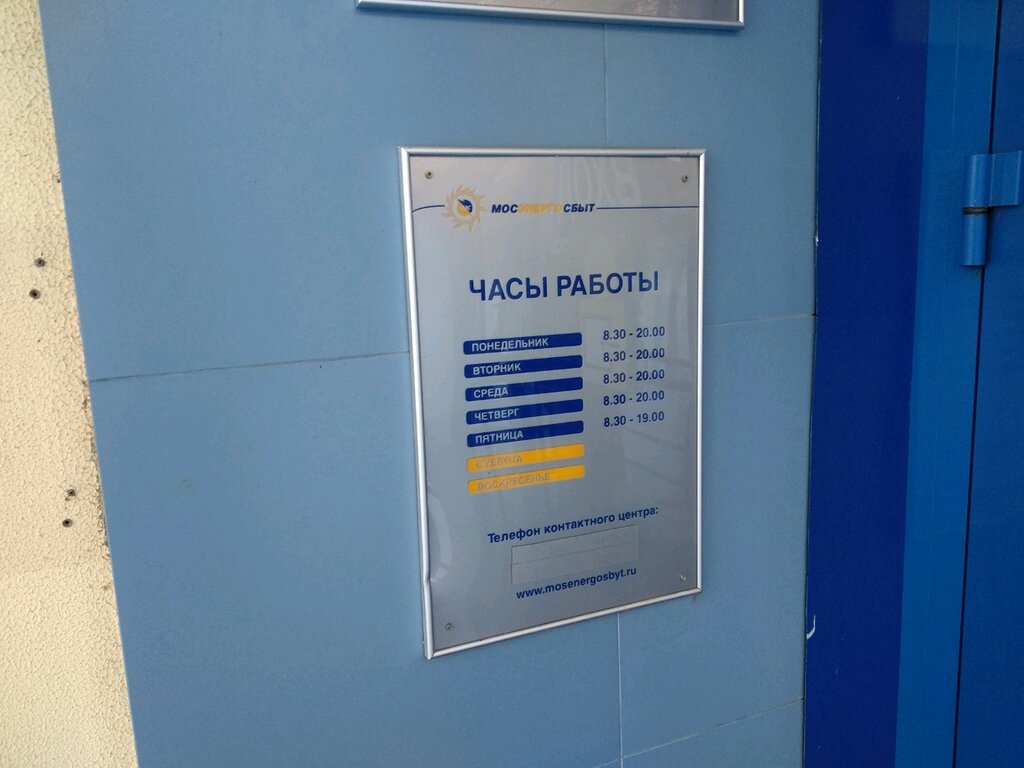 МОСЭНЕРГОСБЫТ
ЧАСЫ РАБОТЫ
ПОНЕДЕЛЬНИК 8.30 - 20.00
ВТОРНИК 8.30 - 20.00
СРЕДА 8.30 - 20.00
ЧЕТВЕРГ 8.30 - 20.00
ПЯТНИЦА 8.30 - 19.00
СУББОТА
ВОСКРЕСЕНЬЕ
Телефон контактного центра:
www.mosenergosbyt.ru